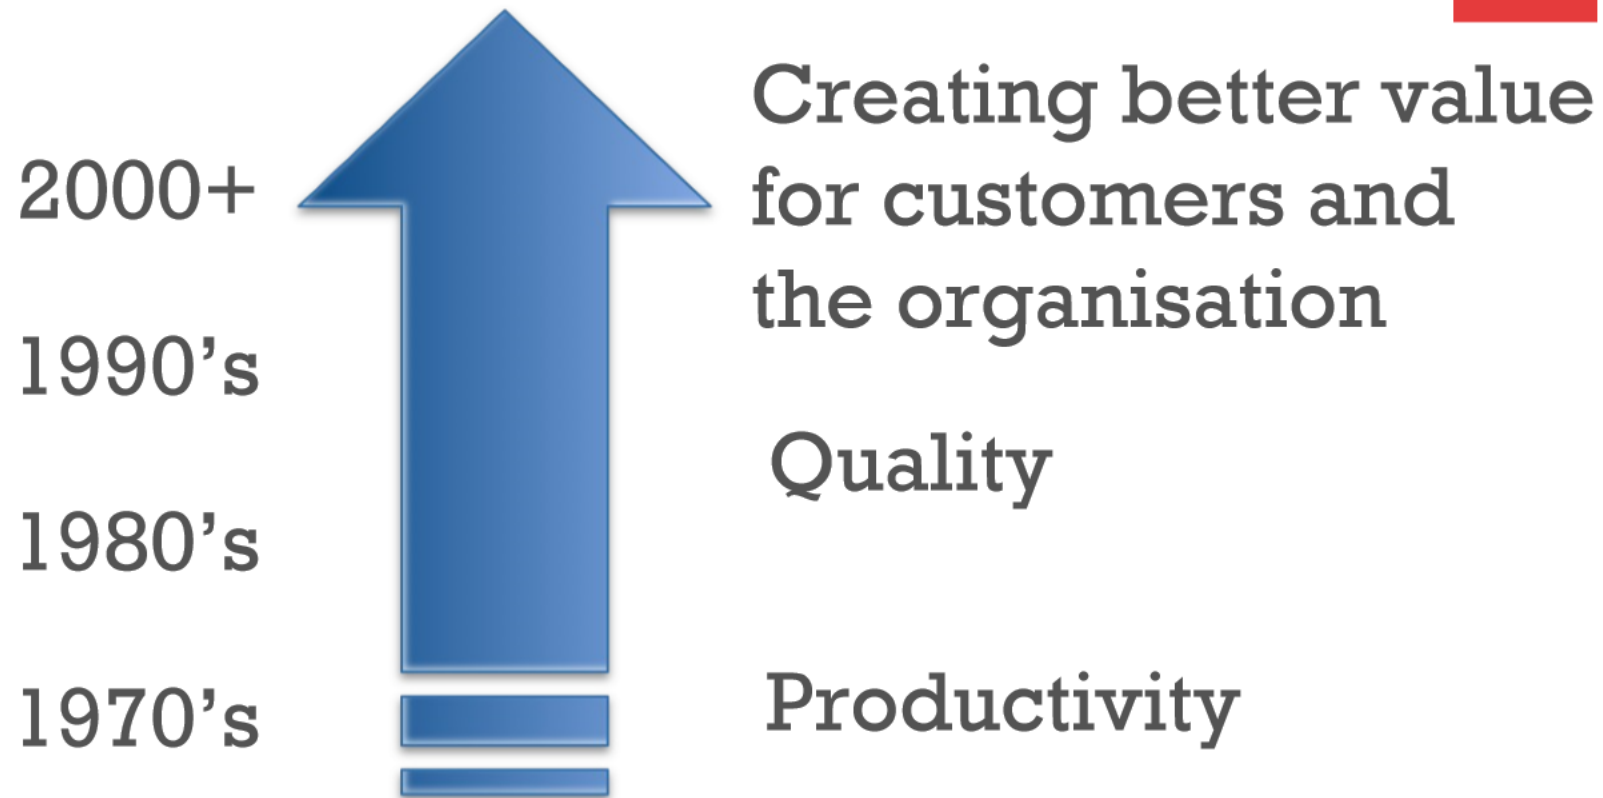 Creating better value
for customers and
the organisation
2000+
1990’s
Quality
1980’s
1970’s
Productivity